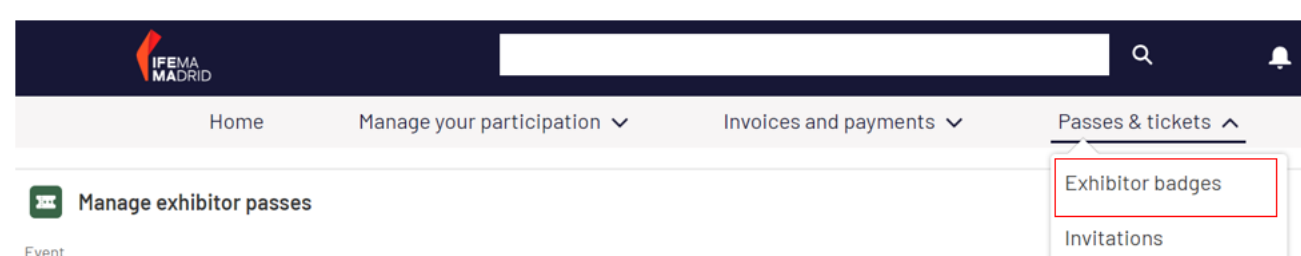 IFEMA
MADRID
Home Manage your participation Invoices and payments Passes & tickets
Exhibitor badges
Manage exhibitor passes
Invitations
Event